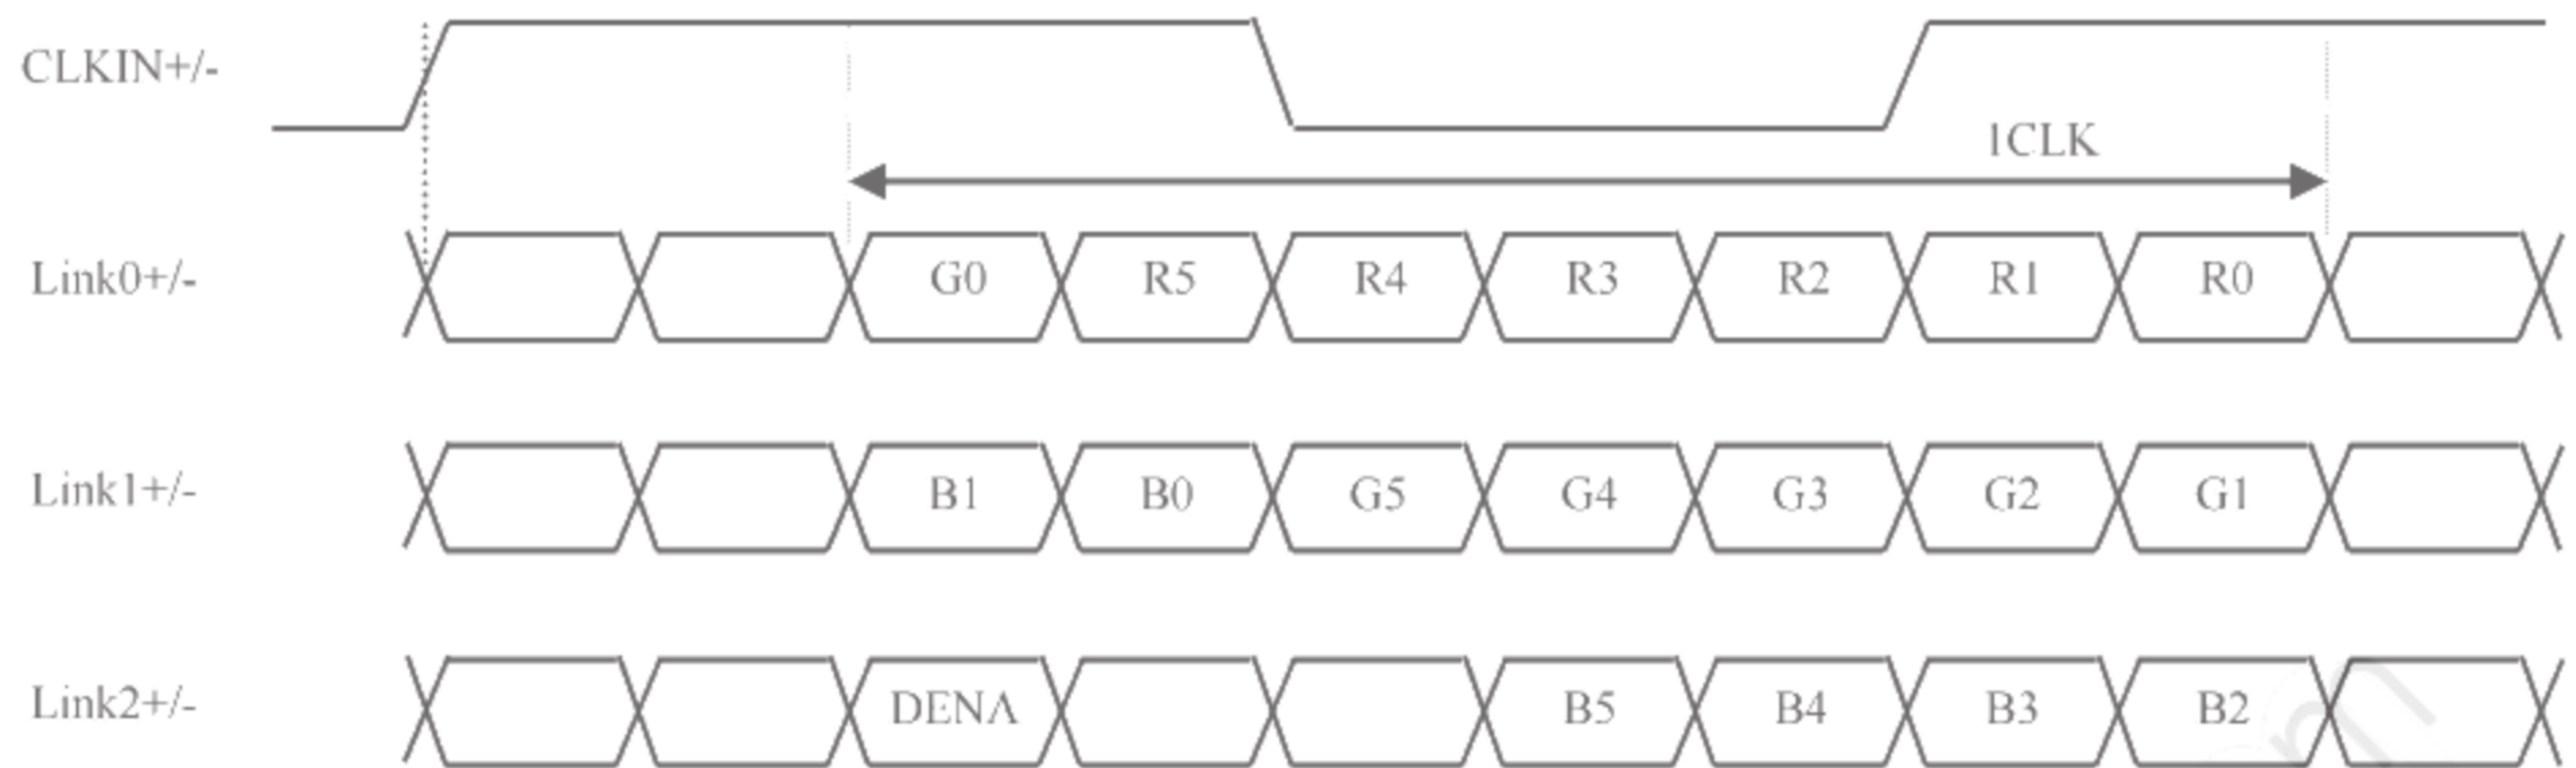 CLKIN+/-
1CLK
Link0+/- G0 R5 R4 R3 R2 R1 R0
Link1+/- B1 B0 G5 G4 G3 G2 G1
Link2+/- DENA B5 B4 B3 B2